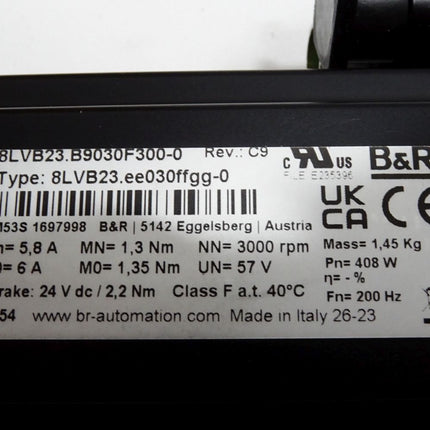 8LVB23.B9030F300-0 Rev.: C9
Type: 8LVB23.ee030ffgg-0
c RU US
FILE E235396
B&R
M53S 1697998 B&R | 5142 Eggelsberg | Austria
UK CA
= 5,8 A MN= 1,3 Nm NN= 3000 rpm Mass= 1,45 Kg
= 6 A M0= 1,35 Nm UN= 57 V Pn= 408 W
η= - %
rake: 24 V dc / 2,2 Nm Class F a.t. 40°C Fn= 200 Hz
54 www.br-automation.com Made in Italy 26-23